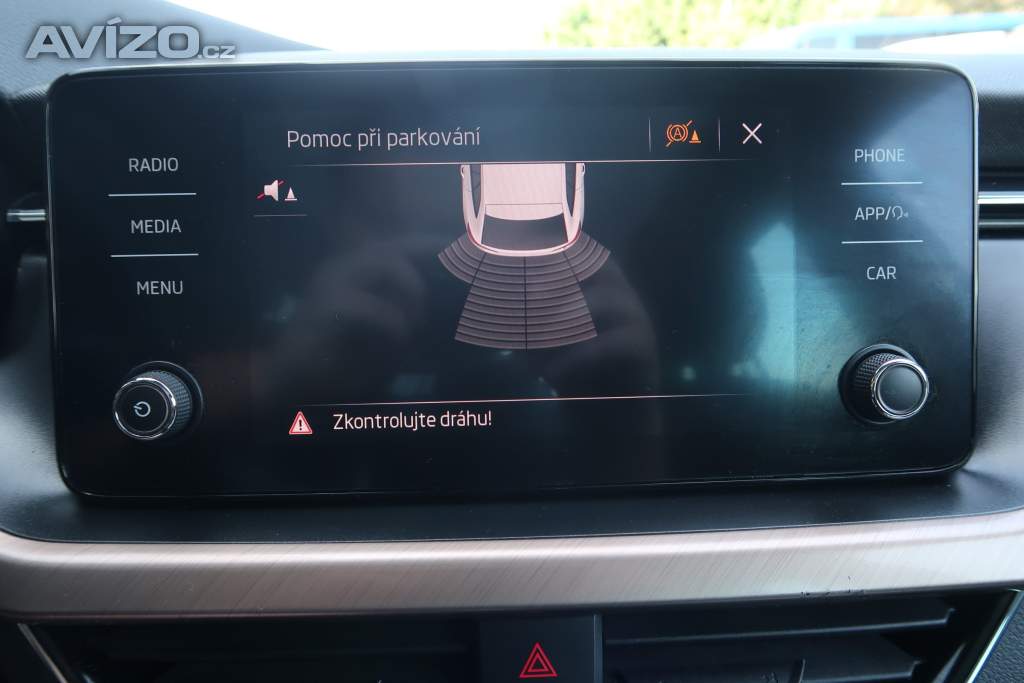 AVÍZO.cz
Pomoc při parkování
RADIO
MEDIA
MENU
PHONE
APP/
CAR
Zkontrolujte dráhu!